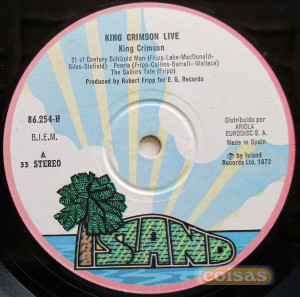 KING CRIMSON LIVE
King Crimson
21 st Century Schizoid Man (Fripp-Lake-MacDonald-
Giles-Sinfield) Peoria (Fripp-Collins-Burrell-Wallace)
The Sailors Tale (Fripp)
Produced by Robert Fripp for E. G. Records
86.254-H
B.I.E.M.
A
33 STEREO
Distribuidos por
ARIOLA
EURODISC S. A.
Made in Spain
℗ by Island
Records Ltd. 1972
ISLAND
coisas